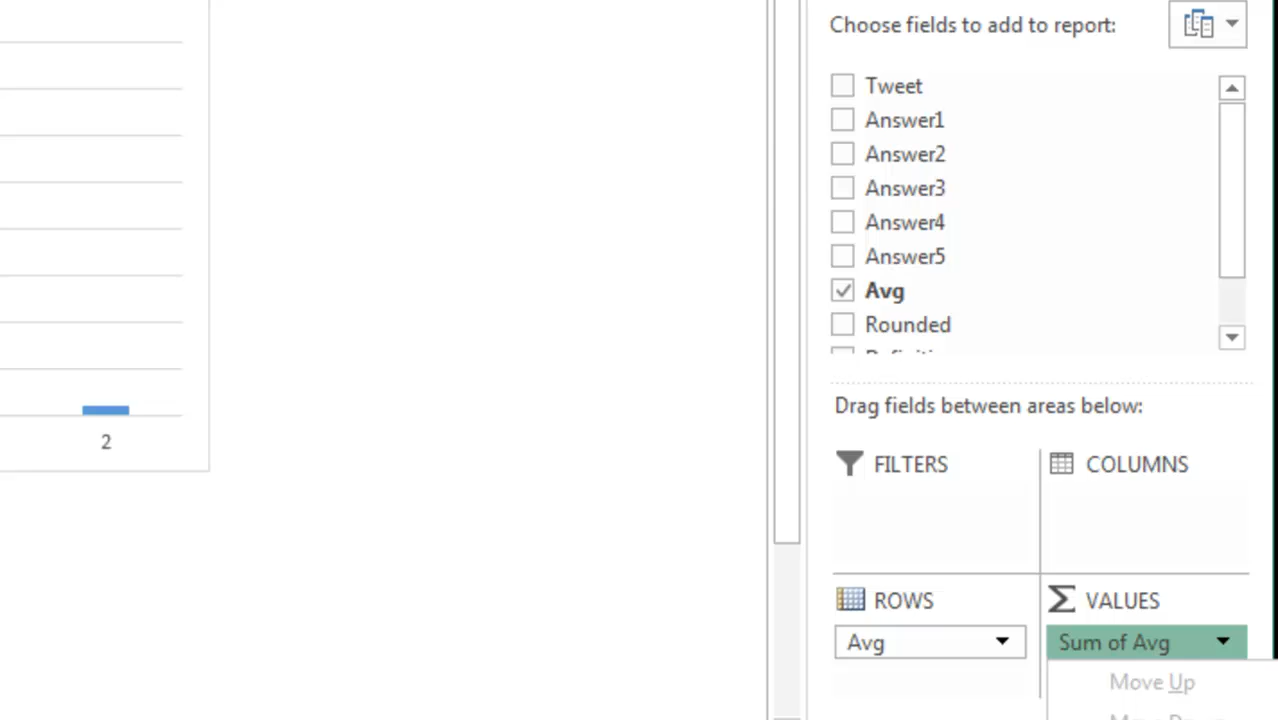 Choose fields to add to report:
Tweet
Answer1
Answer2
Answer3
Answer4
Answer5
Avg
Rounded
2
Drag fields between areas below:
FILTERS
COLUMNS
ROWS
VALUES
Avg
Sum of Avg
Move Up